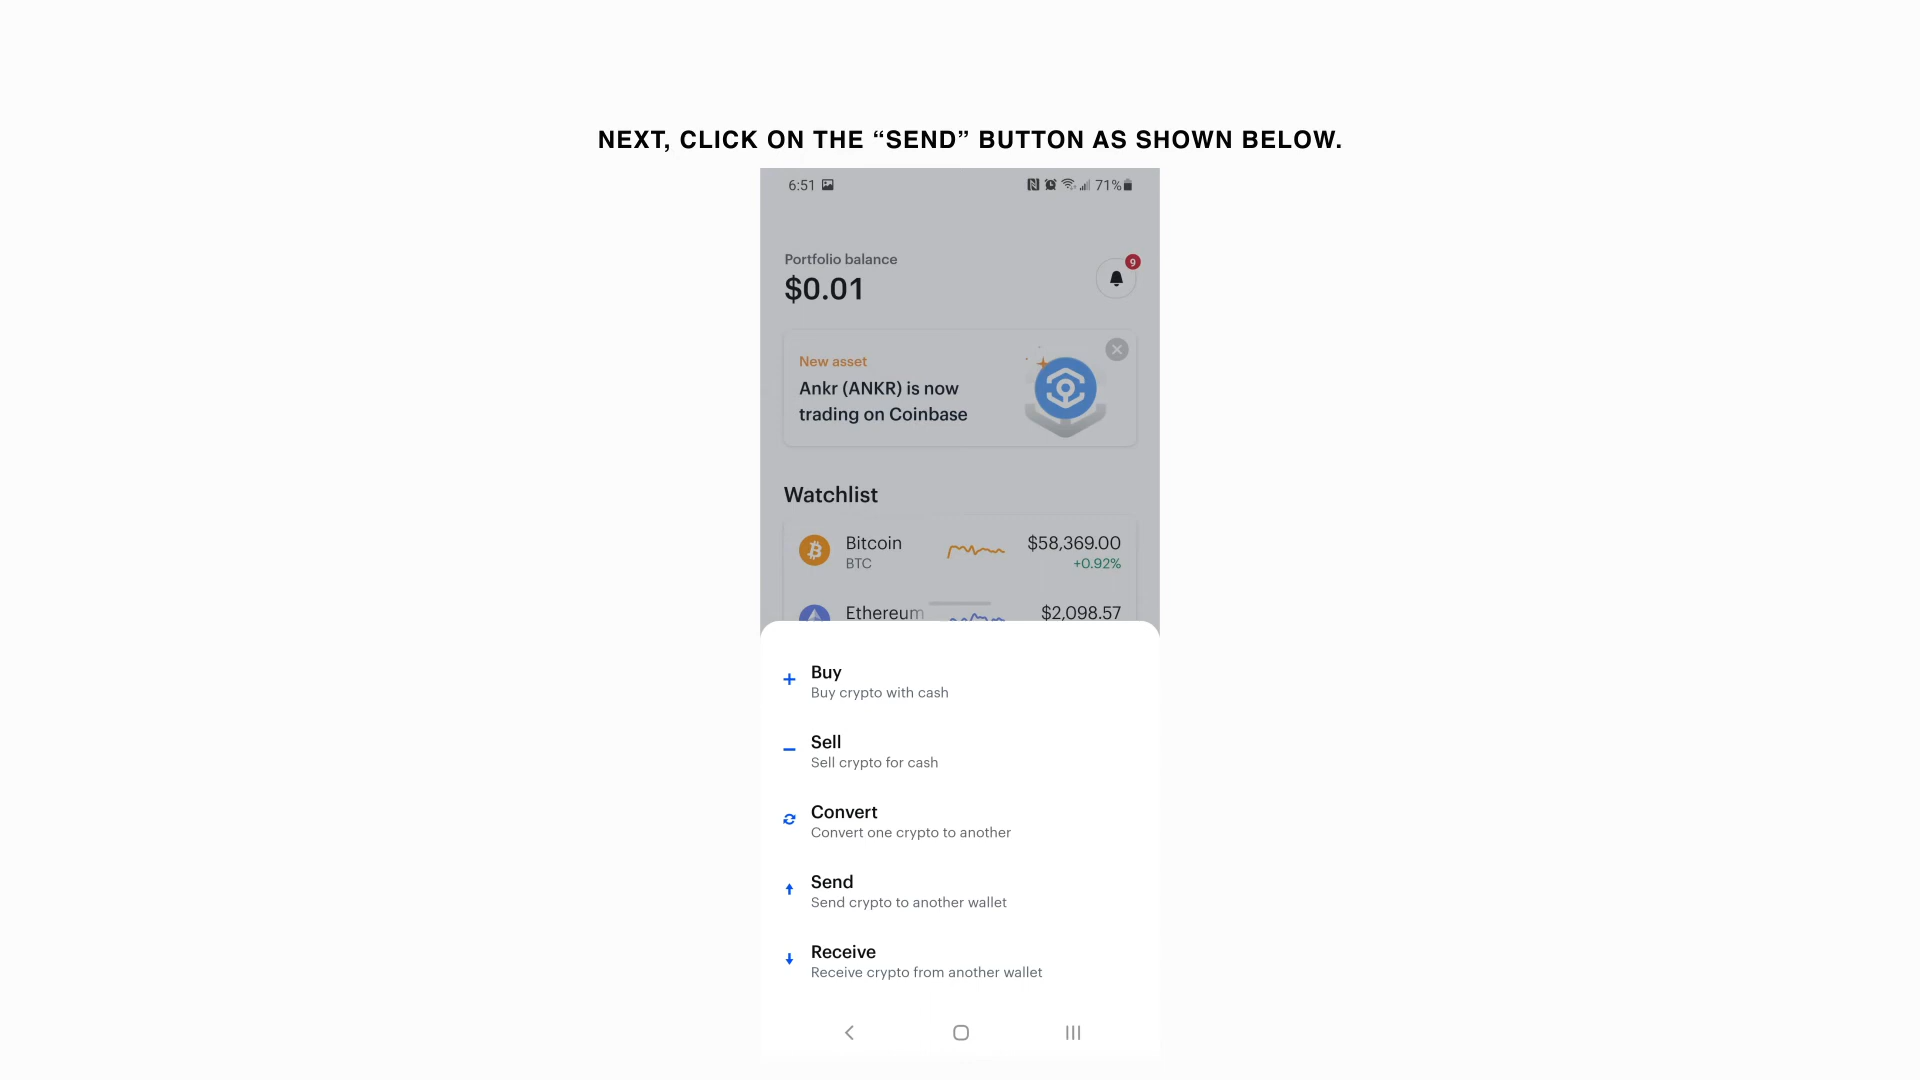 NEXT, CLICK ON THE “SEND” BUTTON AS SHOWN BELOW.
6:51 71%
Portfolio balance
9
$0.01
New asset
Ankr (ANKR) is now
trading on Coinbase
Watchlist
Bitcoin $58,369.00
BTC +0.92%
Ethereum $2,098.57
Buy
Buy crypto with cash
Sell
Sell crypto for cash
Convert
Convert one crypto to another
Send
Send crypto to another wallet
Receive
Receive crypto from another wallet